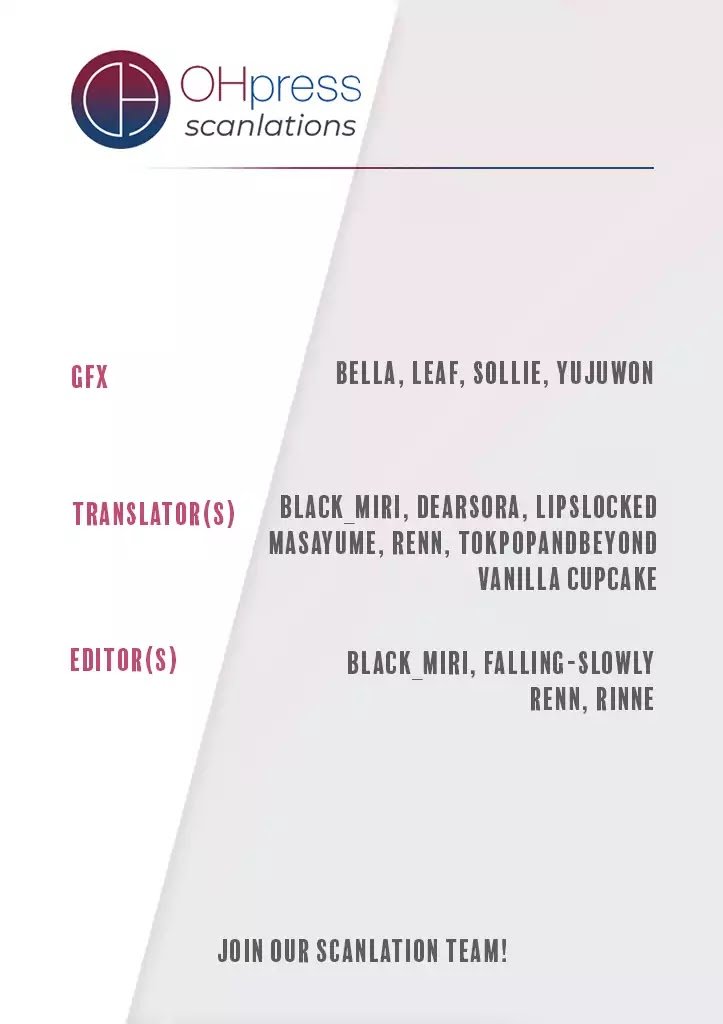 OHpress
scanlations
GFX
BELLA, LEAF, SOLLIE, YUJUWON
TRANSLATOR(S)
BLACK_MIRI, DEARSORA, LIPSLOCKED
MASAYUME, RENN, TOKPOPANDBEYOND
VANILLA CUPCAKE
EDITOR(S)
BLACK_MIRI, FALLING-SLOWLY
RENN, RINNE
JOIN OUR SCANLATION TEAM!